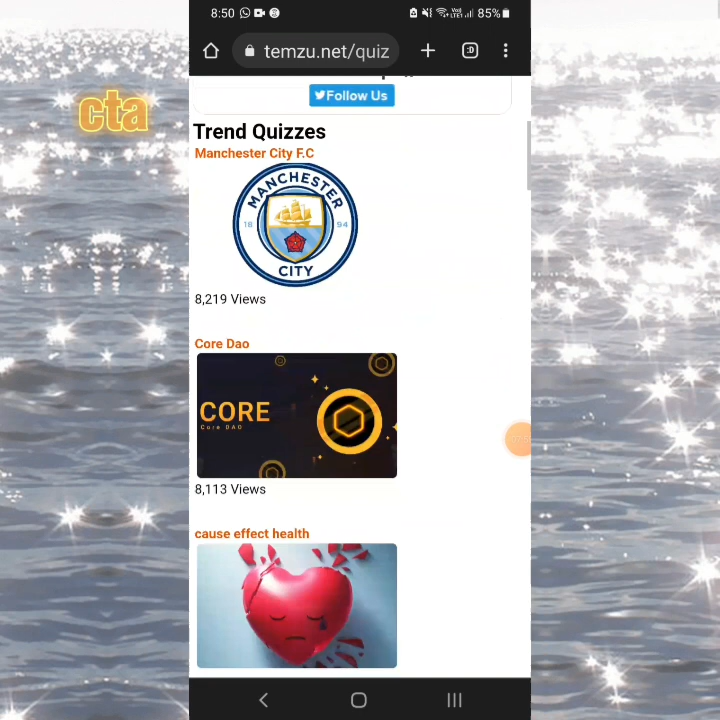 8:50
85%
cta
temzu.net/quiz
:D
Follow Us
Trend Quizzes
Manchester City F.C
MANCHESTER
18 94
CITY
8,219 Views
Core Dao
CORE
Core DAO
8,113 Views
cause effect health